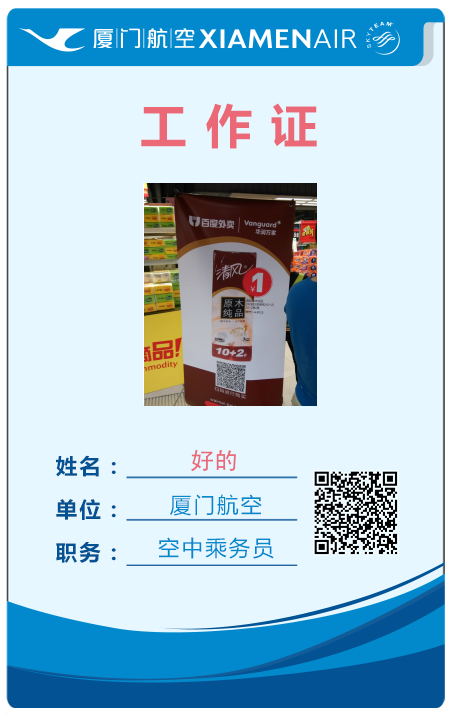 厦门航空 XIAMENAIR SKYTEAM
工作证
百度外卖 Vanguard 华润万家
清风
1
原木
纯品
10+2
商品!
mmodity
姓名：好的
单位：厦门航空
职务：空中乘务员